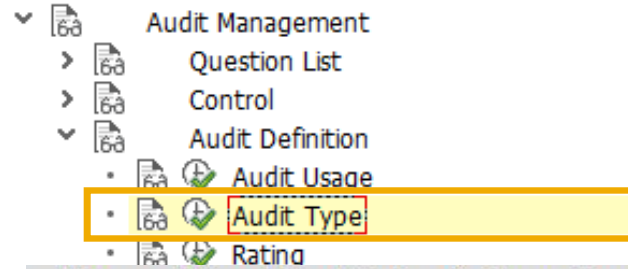 Audit Management
Question List
Control
Audit Definition
Audit Usage
Audit Type
Rating